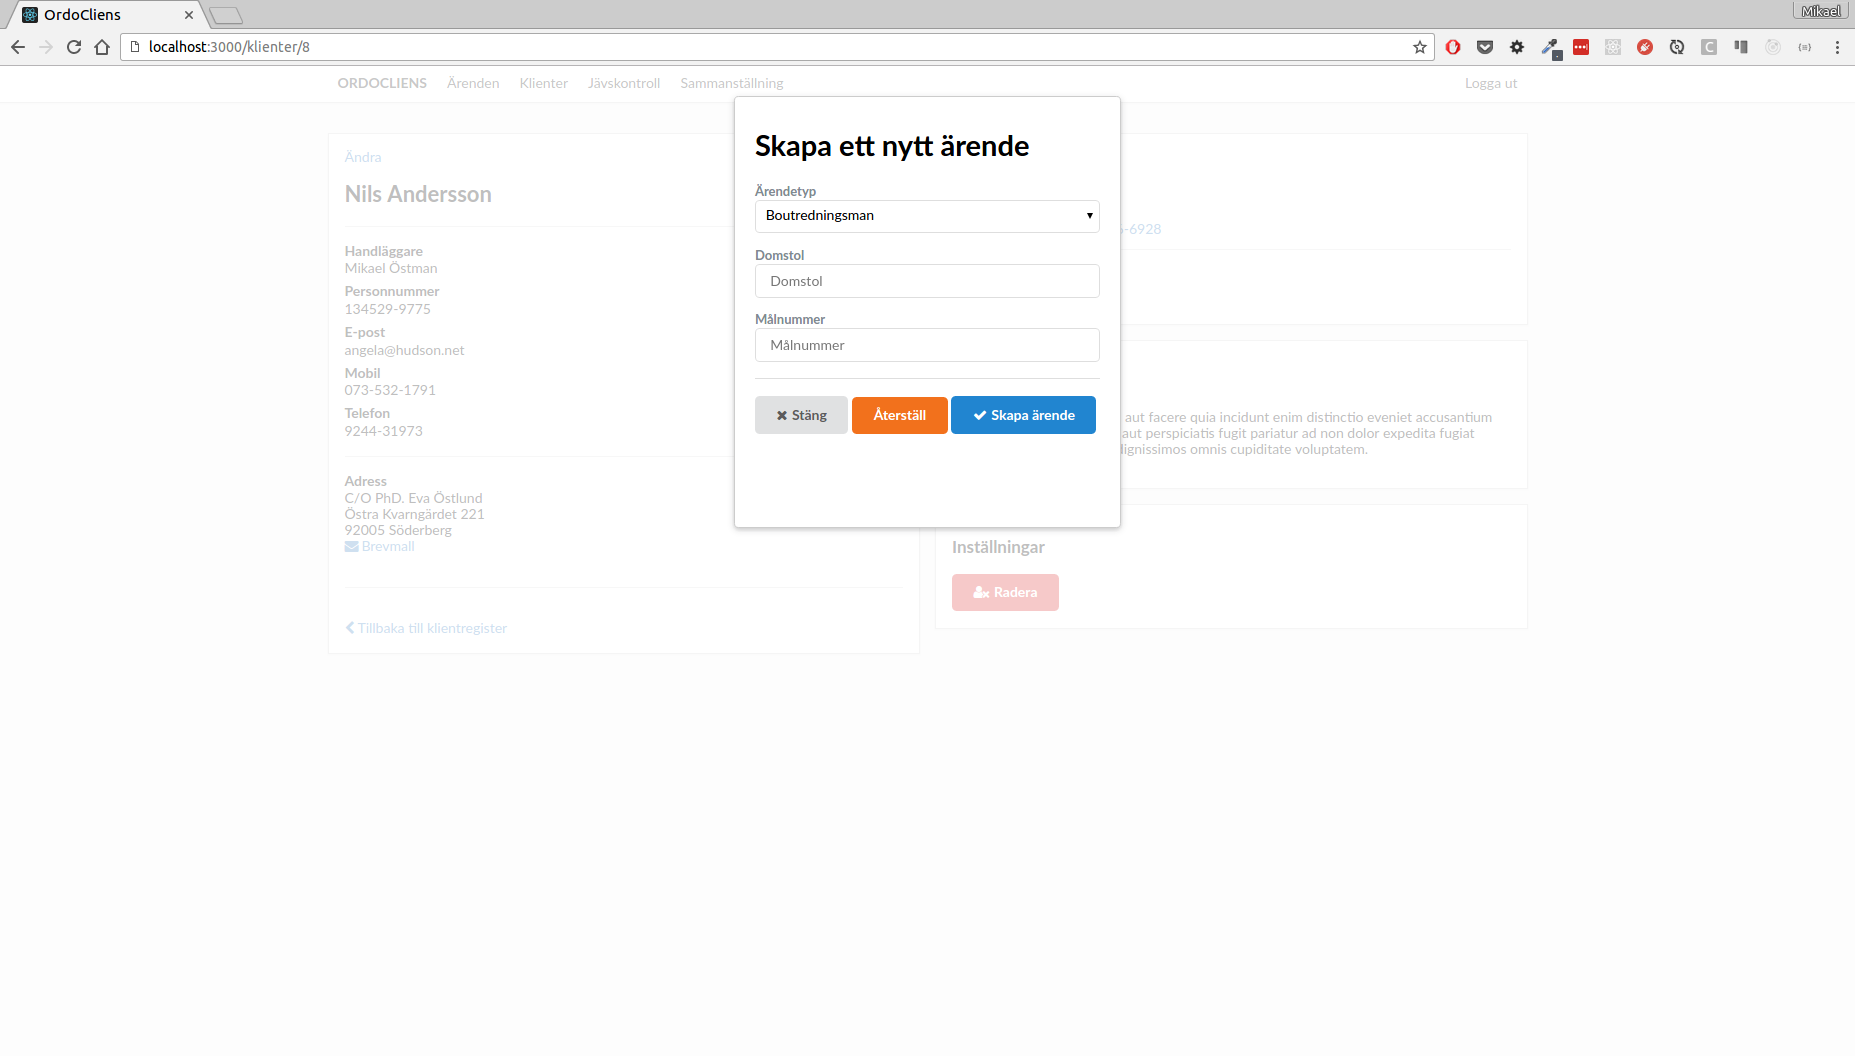 OrdoCliens
Mikael
localhost:3000/klienter/8
ORDOCLIENS Ärenden Klienter Jävskontroll Sammanställning Logga ut
Ändra
Nils Andersson
Handläggare
Mikael Östman
Personnummer
134529-9775
E-post
angela@hudson.net
Mobil
073-532-1791
Telefon
9244-31973
Adress
C/O PhD. Eva Östlund
Östra Kvarngärdet 221
92005 Söderberg
Brevmall
Tillbaka till klientregister
Skapa ett nytt ärende
Ärendetyp
Boutredningsman
Domstol
Domstol
Målnummer
Målnummer
Stäng Återställ Skapa ärende
-6928
aut facere quia incidunt enim distinctio eveniet accusantium
aut perspiciatis fugit pariatur ad non dolor expedita fugiat
dignissimos omnis cupiditate voluptatem.
Inställningar
Radera